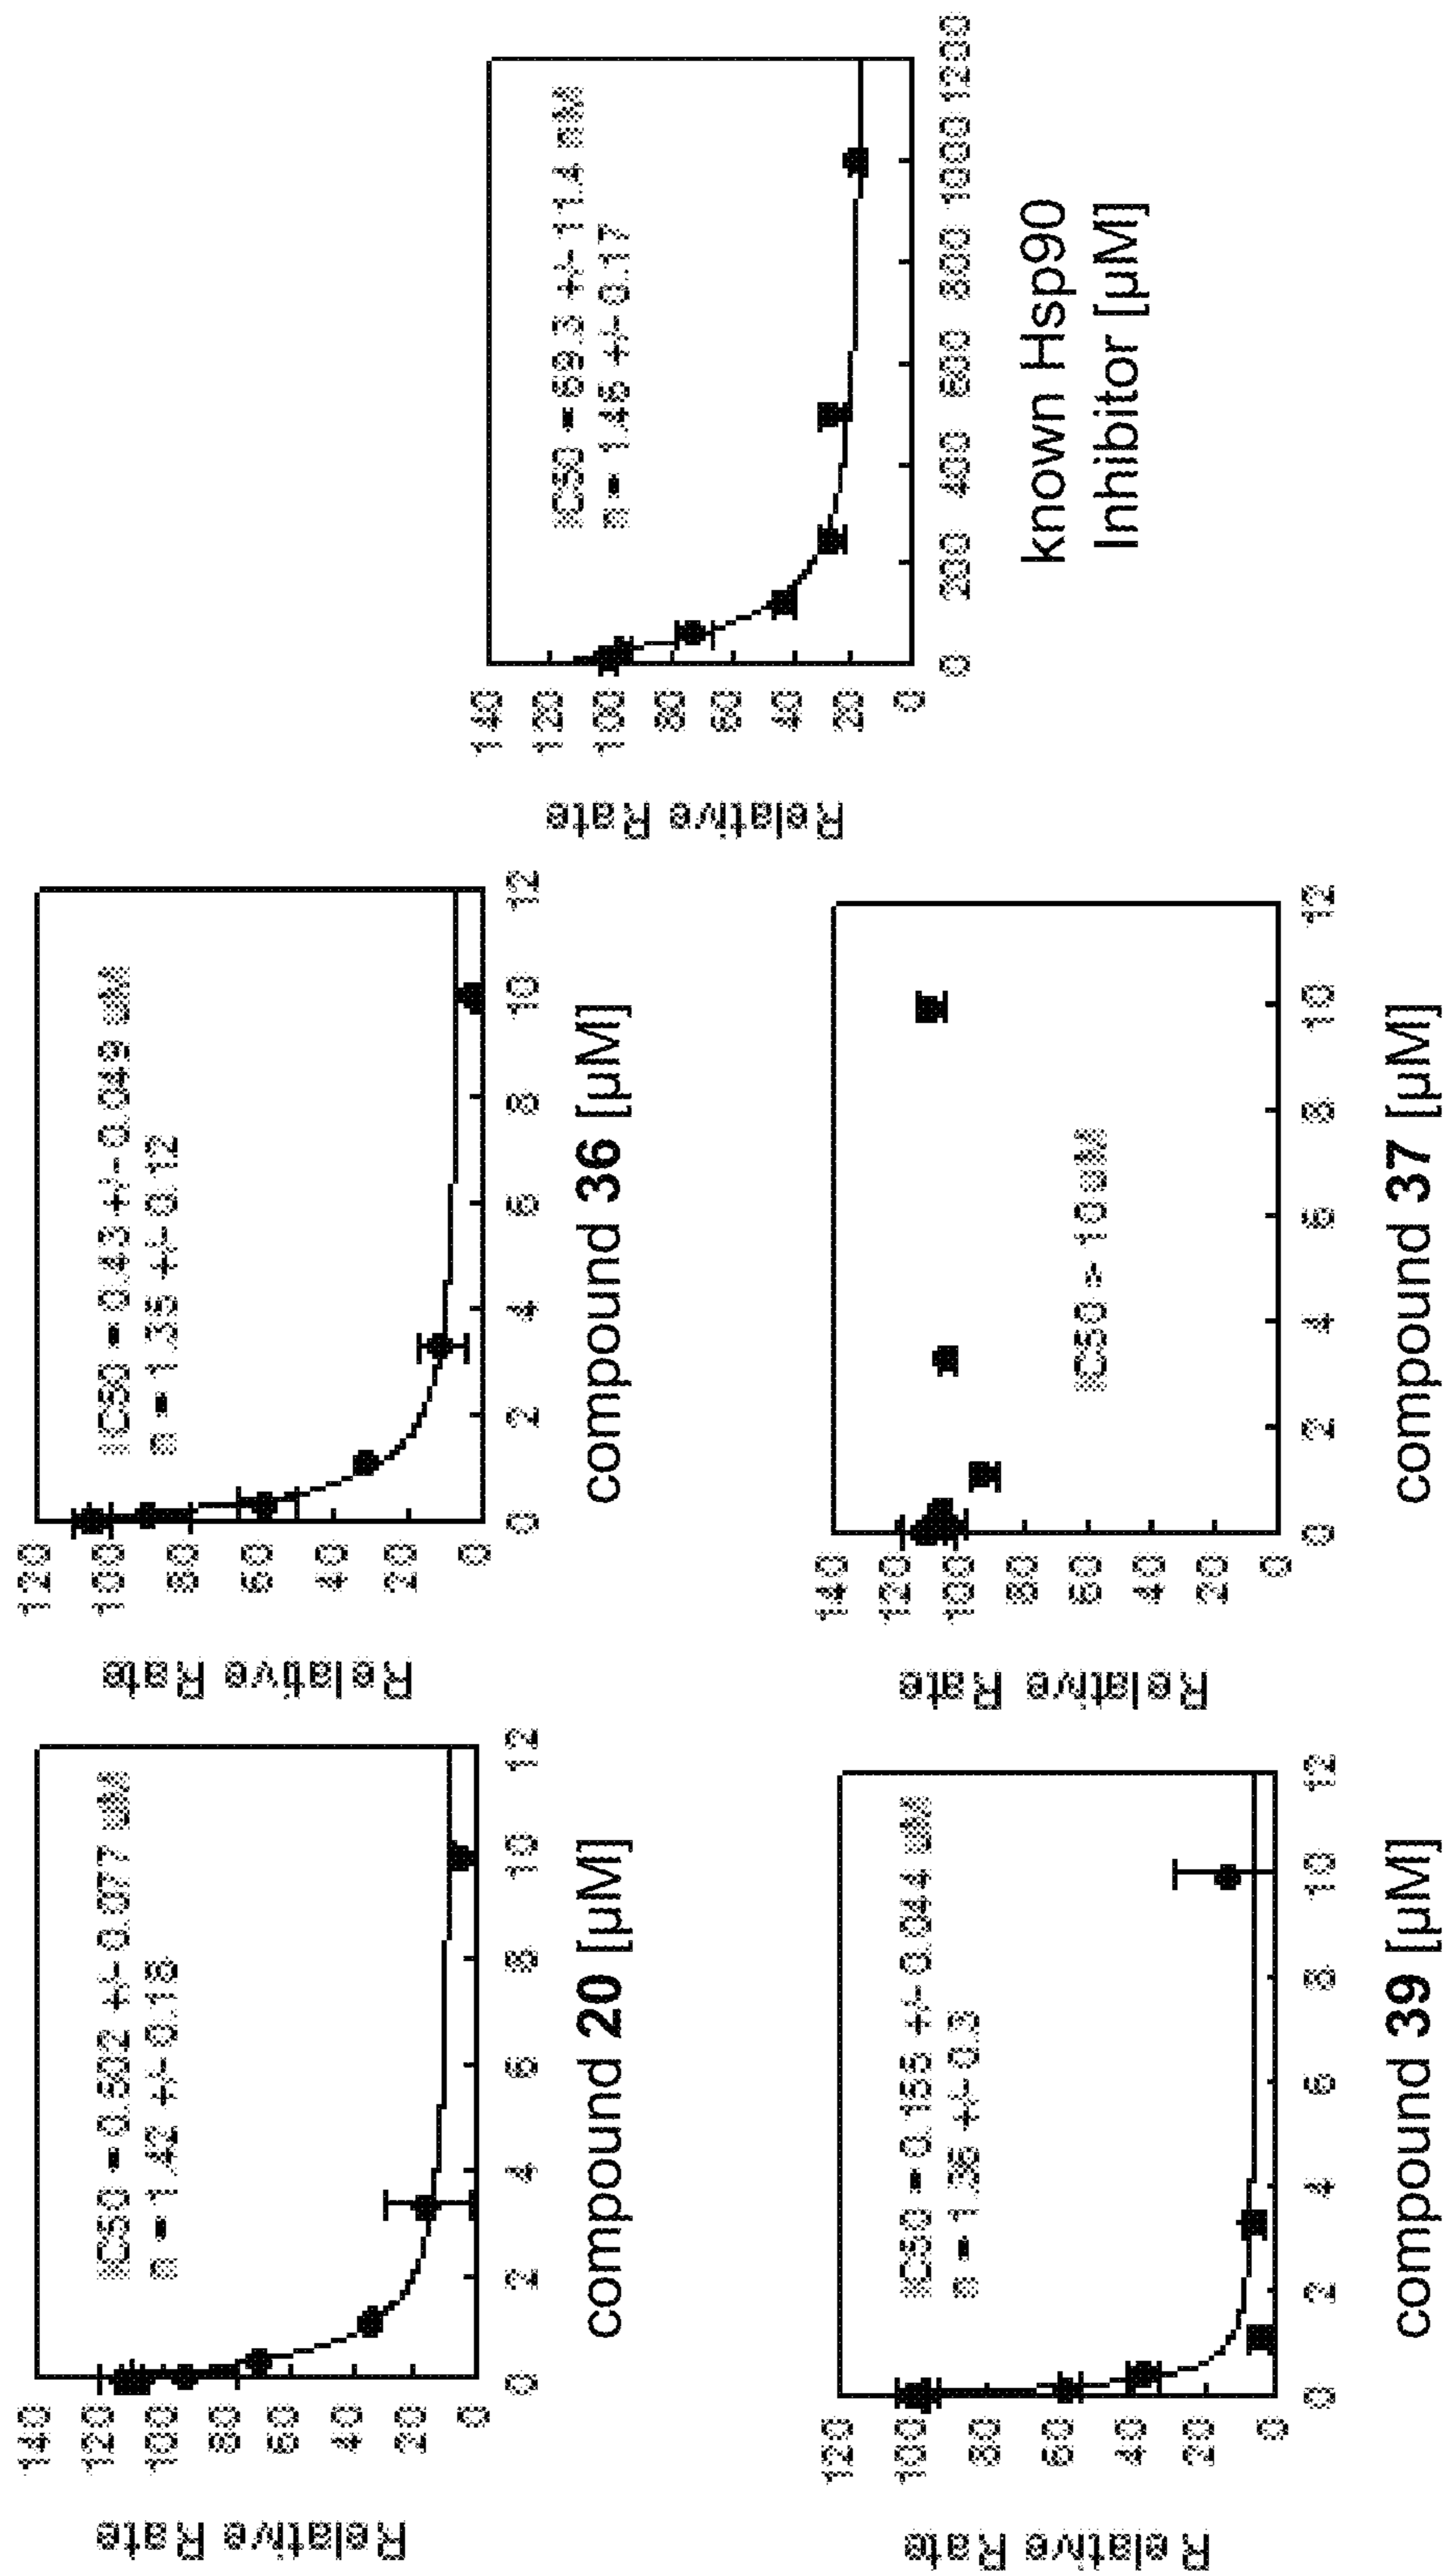 Relative Rate
140
120
100
80
60
40
20
0
IC50 = 0.502 +/- 0.077 uM
n = 1.42 +/- 0.18
0 2 4 6 8 10 12
compound 20 [µM]
Relative Rate
120
100
80
60
40
20
0
IC50 = 0.43 +/- 0.049 uM
n = 1.35 +/- 0.12
0 2 4 6 8 10 12
compound 36 [µM]
Relative Rate
120
100
80
60
40
20
0
IC50 = 0.155 +/- 0.044 uM
n = 1.36 +/- 0.3
0 2 4 6 8 10 12
compound 39 [µM]
Relative Rate
140
120
100
80
60
40
20
0
IC50 > 10 uM
0 2 4 6 8 10 12
compound 37 [µM]
Relative Rate
140
120
100
80
60
40
20
0
IC50 = 69.3 +/- 11.4 nM
n = 1.46 +/- 0.17
0 200 400 600 800 1000 1200
known Hsp90
Inhibitor [µM]